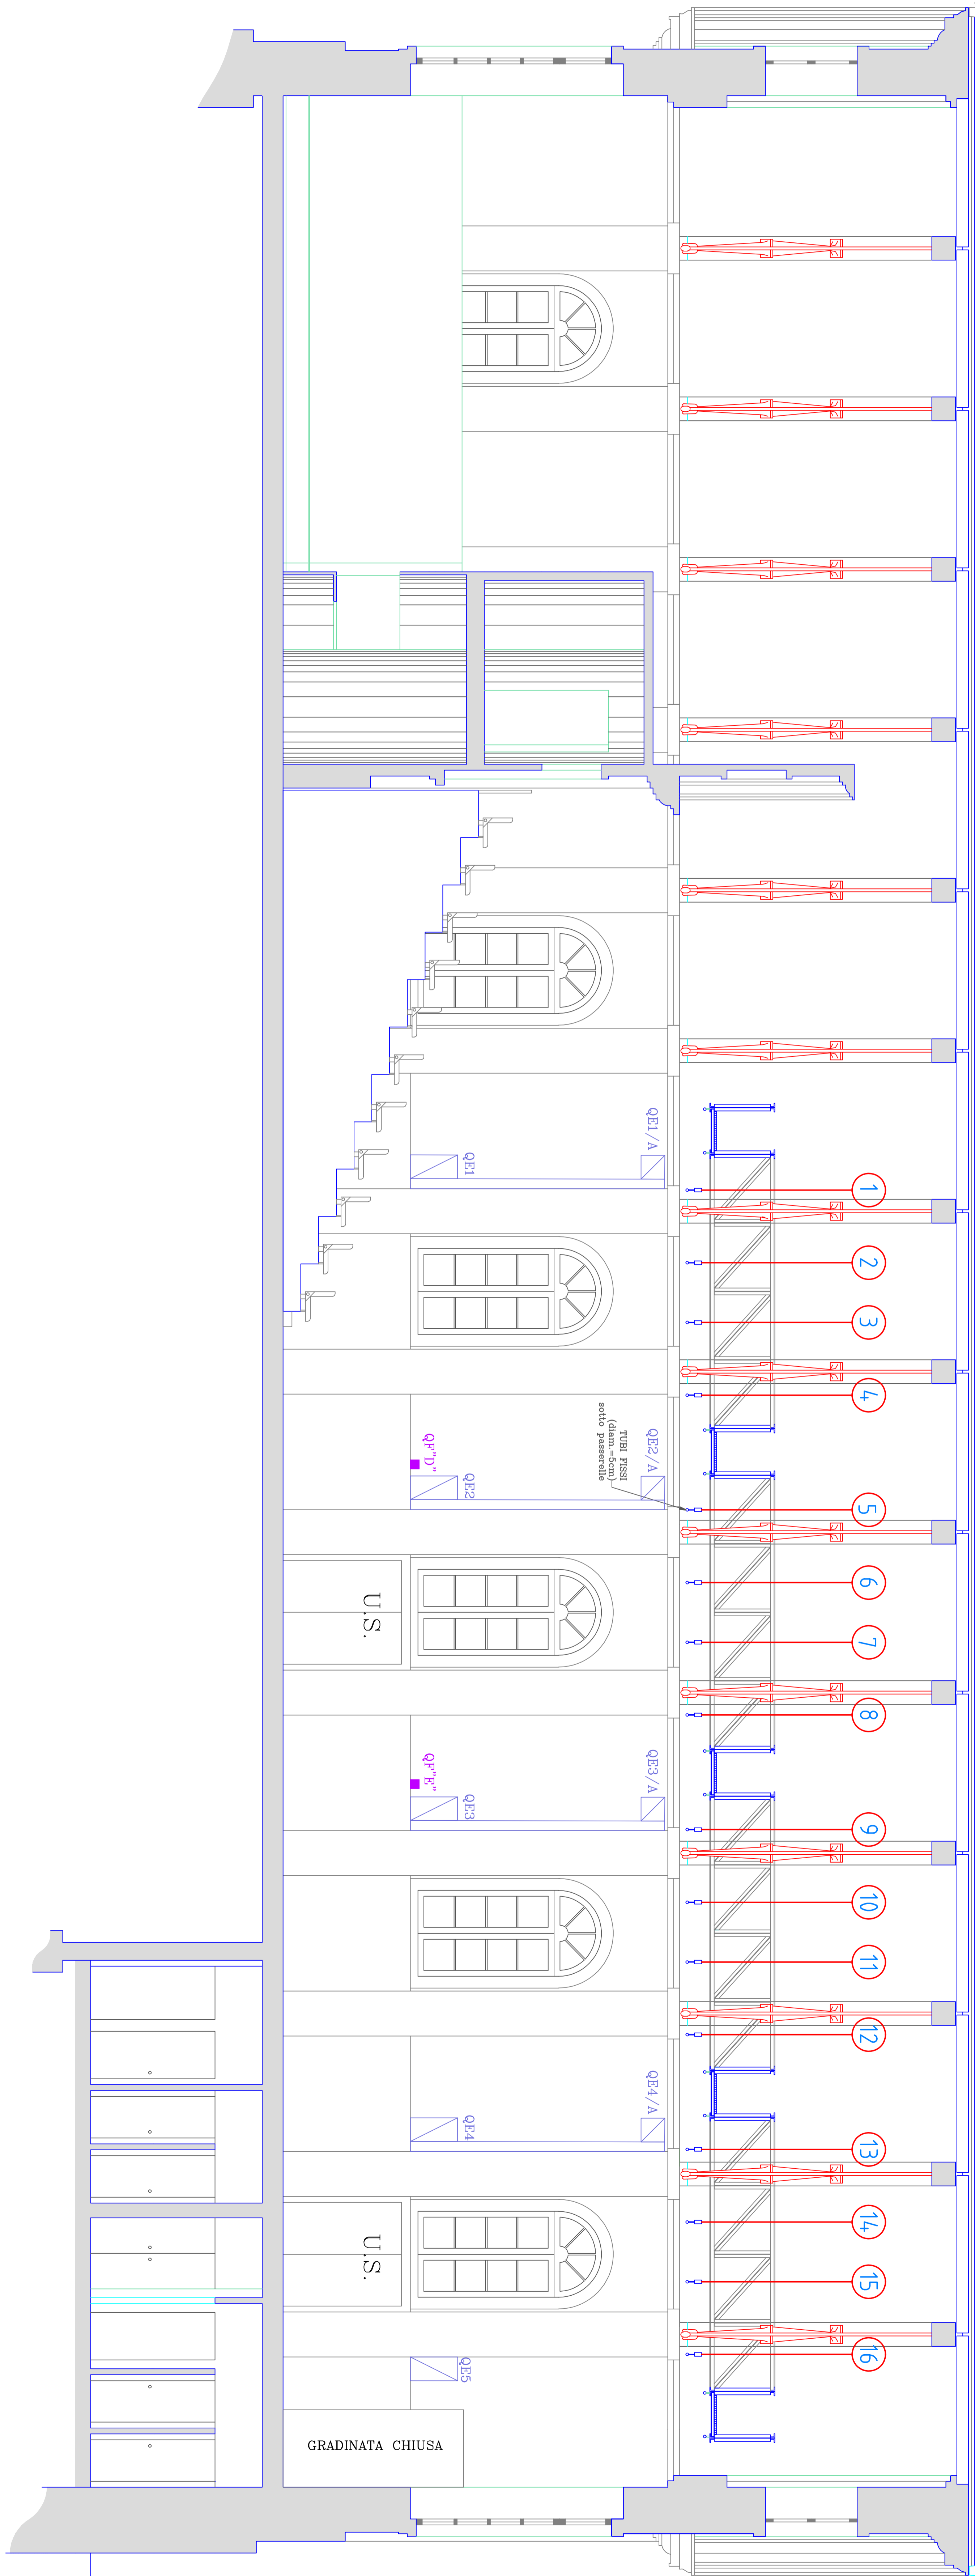 QE1/A
QE1
1
2
3
4
QE2/A
TUBI FISSI
(diam.=5cm)
sotto passerelle
QF"D"
QE2
5
6
U.S.
7
8
QE3/A
QF"E"
QE3
9
10
11
12
QE4/A
QE4
13
14
U.S.
15
16
QE5
GRADINATA CHIUSA